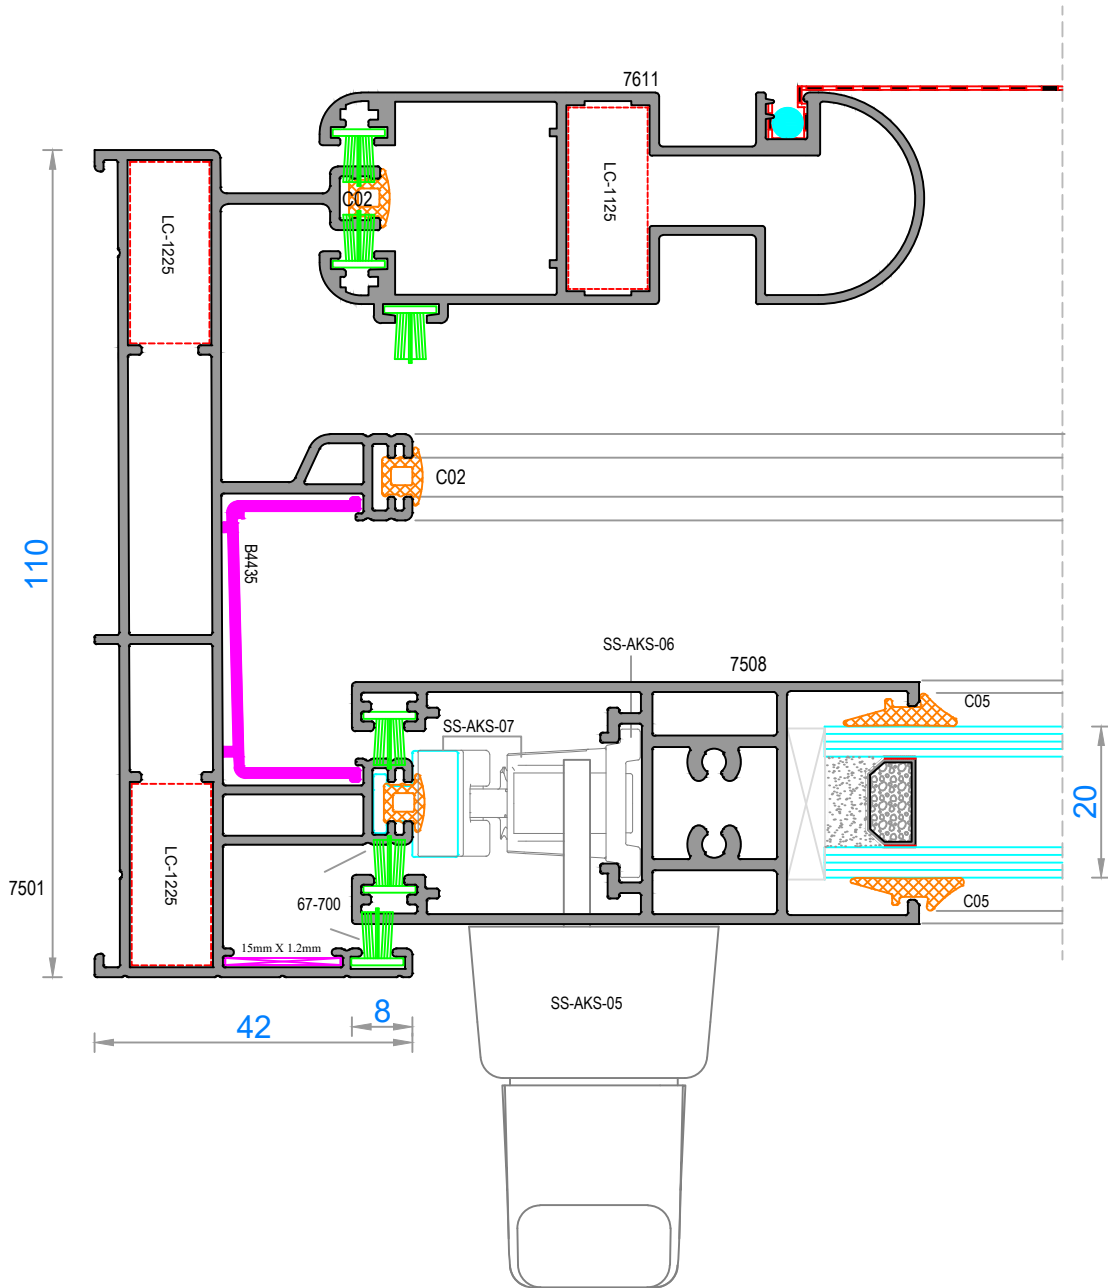 7611
LC-1225
LC-1125
C02
C02
110
B4435
SS-AKS-06
7508
SS-AKS-07
C05
20
LC-1225
7501
67-700
C05
15mm X 1.2mm
SS-AKS-05
8
42